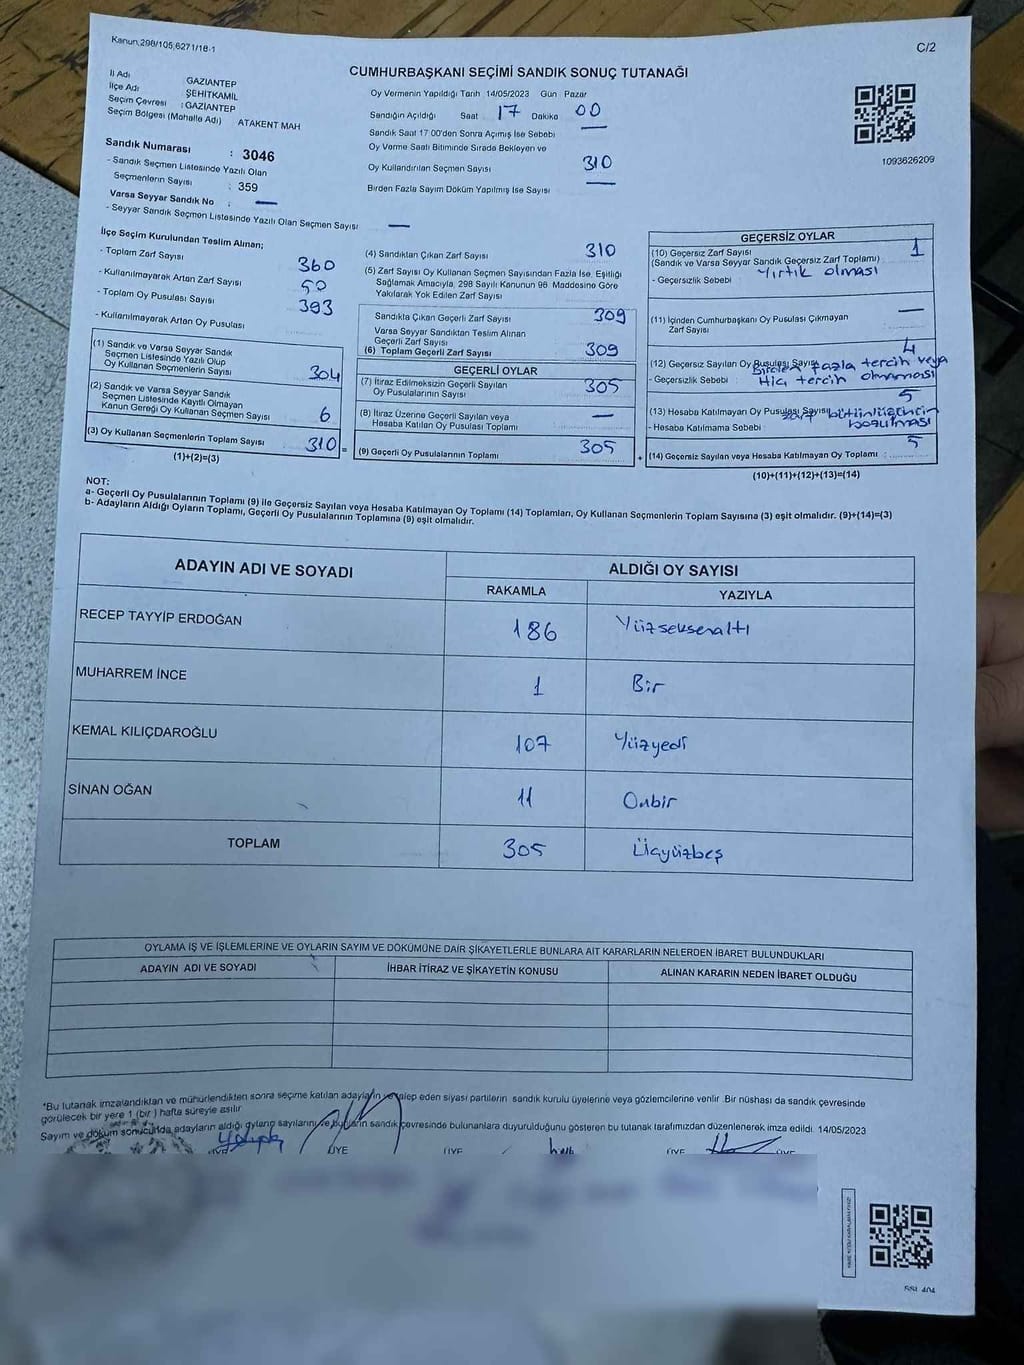 Kanun,298/105,6271/18-1
C/2
CUMHURBAŞKANI SEÇİMİ SANDIK SONUÇ TUTANAĞI
İl Adı GAZİANTEP
İlçe Adı ŞEHİTKAMİL
Seçim Çevresi : GAZİANTEP
Seçim Bölgesi (Mahalle Adı) ATAKENT MAH
Sandık Numarası : 3046
- Sandık Seçmen Listesinde Yazılı Olan
Seçmenlerin Sayısı : 359
Varsa Seyyar Sandık No : —
- Seyyar Sandık Seçmen Listesinde Yazılı Olan Seçmen Sayısı —
Oy Vermenin Yapıldığı Tarih 14/05/2023 Gün Pazar
Sandığın Açıldığı Saat 17 Dakika 00
Sandık Saat 17 00'den Sonra Açımış İse Sebebi —
Oy Verme Saati Bitiminde Sırada Bekleyen ve
Oy Kullandırılan Seçmen Sayısı 310
Birden Fazla Sayım Döküm Yapılmış İse Sayısı —
1093626209
İlçe Seçim Kurulundan Teslim Alınan;
- Toplam Zarf Sayısı 360
- Kullanılmayarak Artan Zarf Sayısı 50
- Toplam Oy Pusulası Sayısı 393
- Kullanılmayarak Artan Oy Pusulası
(1) Sandık ve Varsa Seyyar Sandık
Seçmen Listesinde Yazılı Olup
Oy Kullanan Seçmenlerin Sayısı 304
(2) Sandık ve Varsa Seyyar Sandık
Seçmen Listesinde Kayıtlı Olmayan
Kanun Gereği Oy Kullanan Seçmen Sayısı 6
(3) Oy Kullanan Seçmenlerin Toplam Sayısı 310 =
(1)+(2)=(3)
(4) Sandıktan Çıkan Zarf Sayısı 310
(5) Zarf Sayısı Oy Kullanan Seçmen Sayısından Fazla İse, Eşitliği
Sağlamak Amacıyla, 298 Sayılı Kanunun 98. Maddesine Göre
Yakılarak Yok Edilen Zarf Sayısı
Sandıkta Çıkan Geçerli Zarf Sayısı 309
Varsa Seyyar Sandıktan Teslim Alınan
Geçerli Zarf Sayısı
(6) Toplam Geçerli Zarf Sayısı 309
GEÇERLİ OYLAR
(7) İtiraz Edilmeksizin Geçerli Sayılan
Oy Pusulalarının Sayısı 305
(8) İtiraz Üzerine Geçerli Sayılan veya
Hesaba Katılan Oy Pusulası Toplamı —
(9) Geçerli Oy Pusulalarının Toplamı 305 +
GEÇERSİZ OYLAR
(10) Geçersiz Zarf Sayısı 1
(Sandık ve Varsa Seyyar Sandık Geçersiz Zarf Toplamı)
- Geçersizlik Sebebi Yırtık olması
(11) İçinden Cumhurbaşkanı Oy Pusulası Çıkmayan
Zarf Sayısı —
(12) Geçersiz Sayılan Oy Pusulası Sayısı 4
- Geçersizlik Sebebi : Birden fazla tercih veya
Hiç tercih olmaması
(13) Hesaba Katılmayan Oy Pusulası Sayısı 5
- Hesaba Katılmama Sebebi : zarf bütünlüğünün
bozulması
(14) Geçersiz Sayılan veya Hesaba Katılmayan Oy Toplamı : 5
(10)+(11)+(12)+(13)=(14)
NOT:
a- Geçerli Oy Pusulalarının Toplamı (9) ile Geçersiz Sayılan veya Hesaba Katılmayan Oy Toplamı (14) Toplamları, Oy Kullanan Seçmenlerin Toplam Sayısına (3) eşit olmalıdır. (9)+(14)=(3)
b- Adayların Aldığı Oyların Toplamı, Geçerli Oy Pusulalarının Toplamına (9) eşit olmalıdır.
ADAYIN ADI VE SOYADI ALDIĞI OY SAYISI
RAKAMLA YAZIYLA
RECEP TAYYİP ERDOĞAN 186 Yüzseksenaltı
MUHARREM İNCE 1 Bir
KEMAL KILIÇDAROĞLU 107 Yüzyedi
SİNAN OĞAN 11 Onbir
TOPLAM 305 Üçyüzbeş
OYLAMA İŞ VE İŞLEMLERİNE VE OYLARIN SAYIM VE DÖKÜMÜNE DAİR ŞİKAYETLERLE BUNLARA AİT KARARLARIN NELERDEN İBARET BULUNDUKLARI
ADAYIN ADI VE SOYADI İHBAR İTİRAZ VE ŞİKAYETİN KONUSU ALINAN KARARIN NEDEN İBARET OLDUĞU
*Bu tutanak imzalandıktan ve mühürlendikten sonra seçime katılan adayların ve talep eden siyasi partilerin sandık kurulu üyelerine veya gözlemcilerine verilir .Bir nüshası da sandık çevresinde
görülecek bir yere 1 (bir ) hafta süreyle asılır
Sayım ve döküm sonucunda adayların aldığı oyların sayılarını ve bunların sandık çevresinde bulunanlara duyurulduğunu gösteren bu tutanak tarafımızdan düzenlenerek imza edildi. 14/05/2023
ÜYE ÜYE ÜYE ÜYE